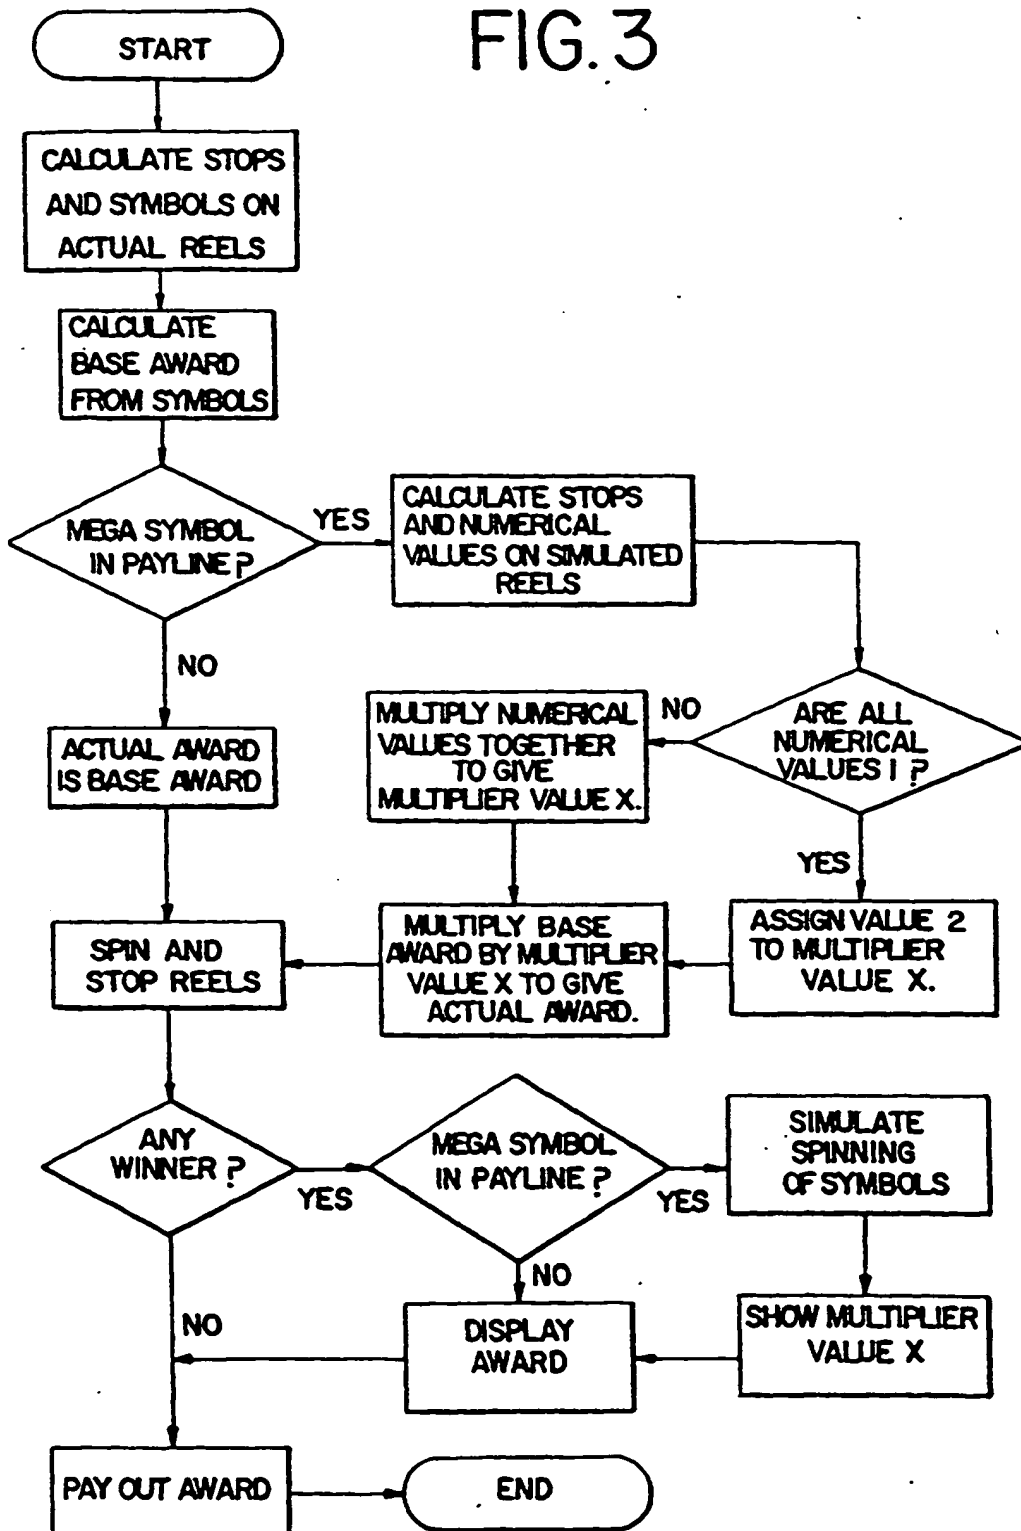 FIG. 3
START
CALCULATE STOPS
AND SYMBOLS ON
ACTUAL REELS
CALCULATE
BASE AWARD
FROM SYMBOLS
MEGA SYMBOL
IN PAYLINE?
YES
CALCULATE STOPS
AND NUMERICAL
VALUES ON SIMULATED
REELS
NO
ARE ALL
NUMERICAL
VALUES 1?
NO
MULTIPLY NUMERICAL
VALUES TOGETHER
TO GIVE
MULTIPLIER VALUE X.
ACTUAL AWARD
IS BASE AWARD
YES
ASSIGN VALUE 2
TO MULTIPLIER
VALUE X.
MULTIPLY BASE
AWARD BY MULTIPLIER
VALUE X TO GIVE
ACTUAL AWARD.
SPIN AND
STOP REELS
ANY
WINNER?
YES
MEGA SYMBOL
IN PAYLINE?
YES
SIMULATE
SPINNING
OF SYMBOLS
NO
NO
DISPLAY
AWARD
SHOW MULTIPLIER
VALUE X
PAY OUT AWARD
END